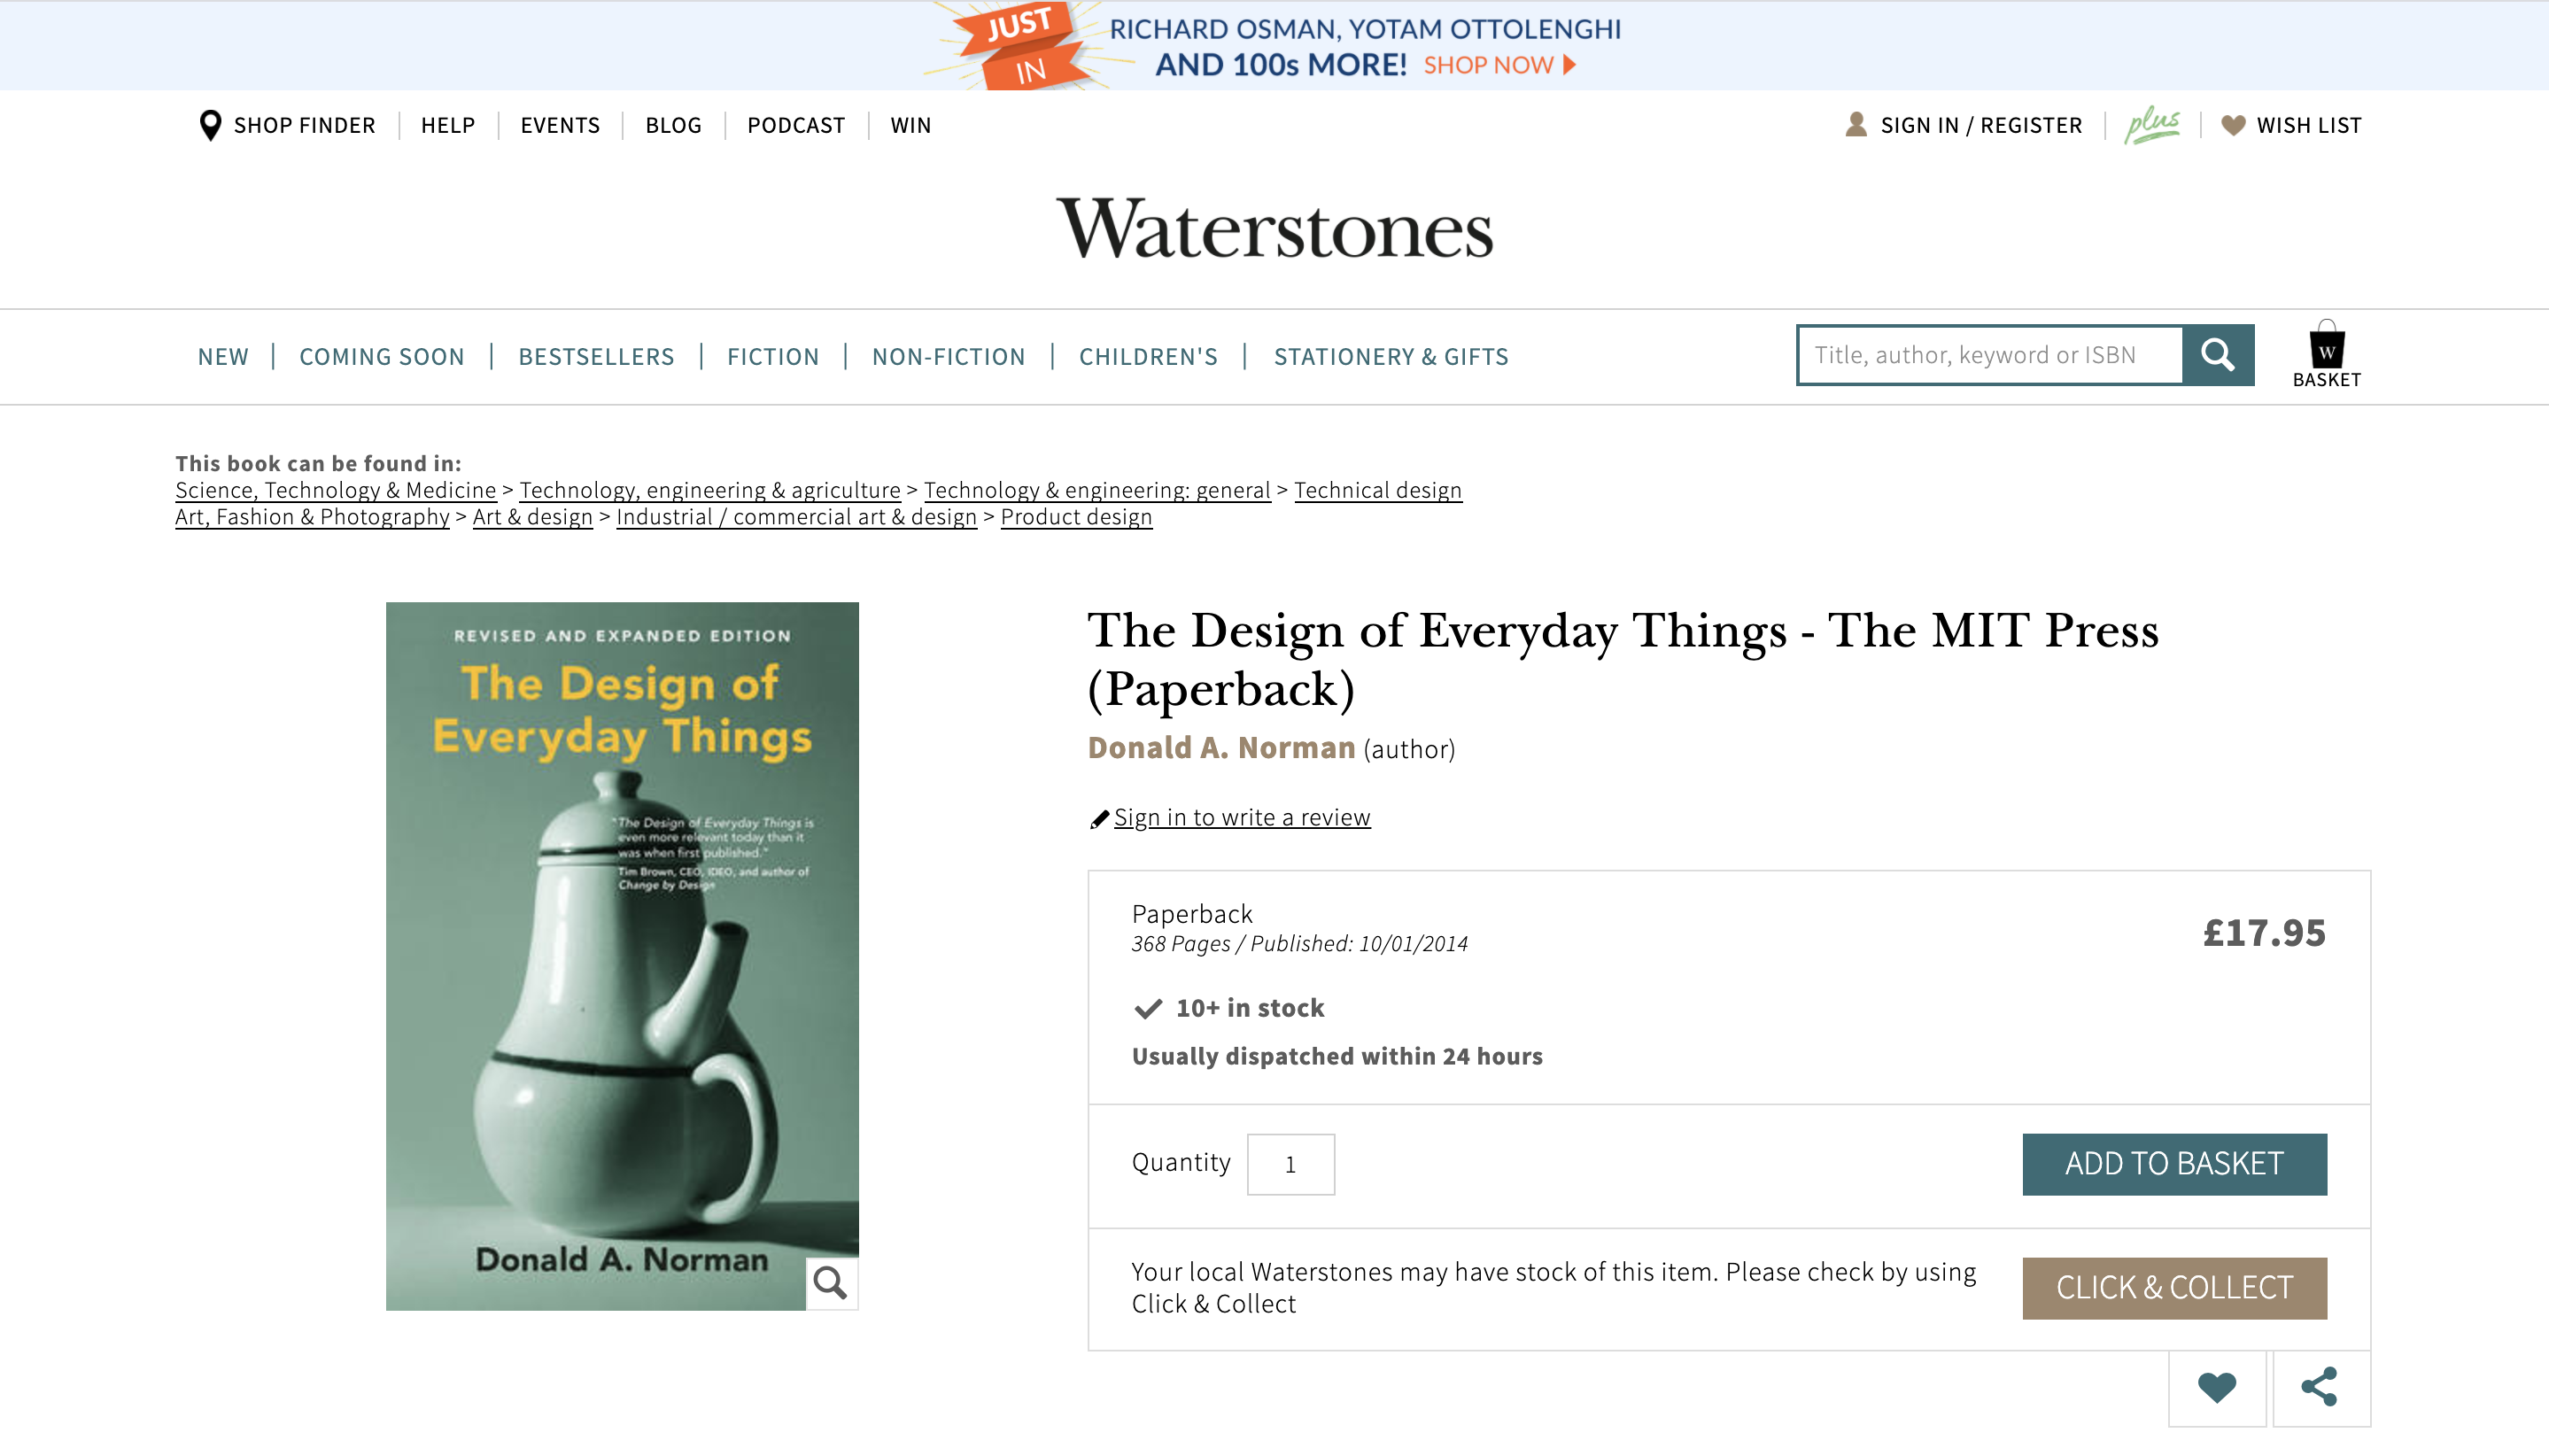 JUST
IN
RICHARD OSMAN, YOTAM OTTOLENGHI
AND 100s MORE! SHOP NOW
SHOP FINDER HELP EVENTS BLOG PODCAST WIN
SIGN IN / REGISTER plus WISH LIST
Waterstones
NEW COMING SOON BESTSELLERS FICTION NON-FICTION CHILDREN'S STATIONERY & GIFTS
Title, author, keyword or ISBN
W
BASKET
This book can be found in:
Science, Technology & Medicine > Technology, engineering & agriculture > Technology & engineering: general > Technical design
Art, Fashion & Photography > Art & design > Industrial / commercial art & design > Product design
REVISED AND EXPANDED EDITION
The Design of
Everyday Things
"The Design of Everyday Things is
even more relevant today than it
was when first published."
Tim Brown, CEO, IDEO, and author of
Change by Design
Donald A. Norman
The Design of Everyday Things - The MIT Press
(Paperback)
Donald A. Norman (author)
Sign in to write a review
Paperback
368 Pages / Published: 10/01/2014
£17.95
10+ in stock
Usually dispatched within 24 hours
Quantity 1
ADD TO BASKET
Your local Waterstones may have stock of this item. Please check by using
Click & Collect
CLICK & COLLECT